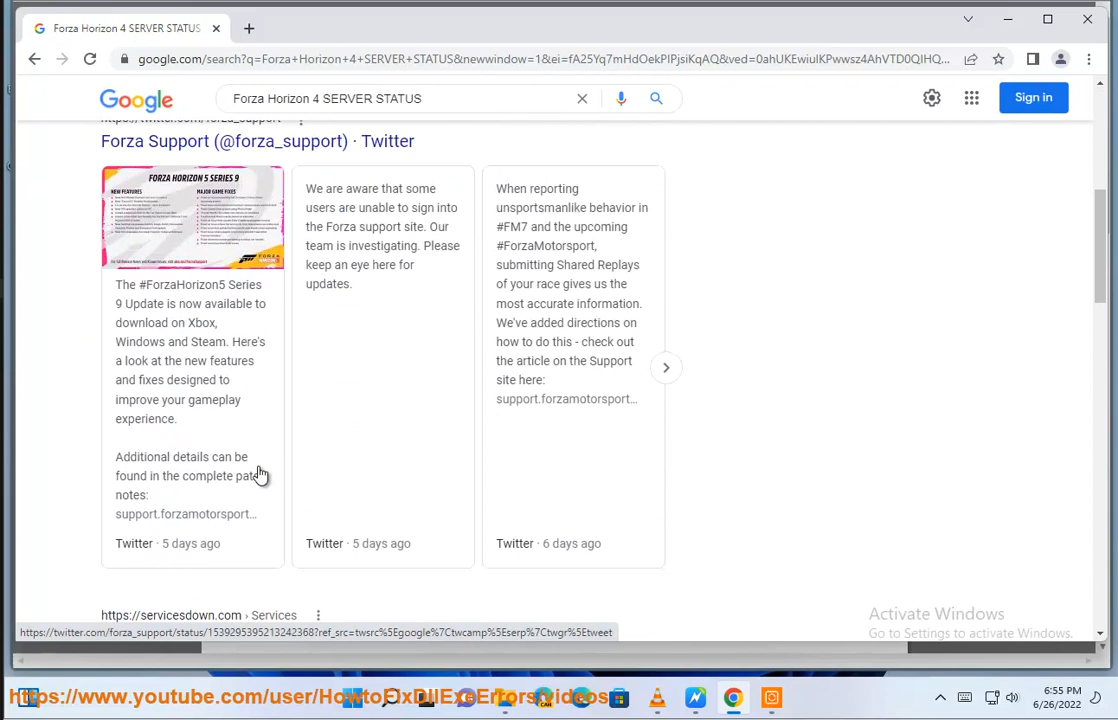 Forza Horizon 4 SERVER STATUS
google.com/search?q=Forza+Horizon+4+SERVER+STATUS&newwindow=1&ei=fA25Yq7mHdOekPIPjsiKqAQ&ved=0ahUKEwiuIKPwwsz4AhVTD0QIHQ...
Google
Forza Horizon 4 SERVER STATUS
Sign in
https://twitter.com/forza_support
Forza Support (@forza_support) · Twitter
FORZA HORIZON 5 SERIES 9
NEW FEATURES
MAJOR GAME FIXES
FORZA
The #ForzaHorizon5 Series
9 Update is now available to
download on Xbox,
Windows and Steam. Here's
a look at the new features
and fixes designed to
improve your gameplay
experience.
Additional details can be
found in the complete
notes:
support.forzamotorsport...
Twitter · 5 days ago
We are aware that some
users are unable to sign into
the Forza support site. Our
team is investigating. Please
keep an eye here for
updates.
Twitter · 5 days ago
When reporting
unsportsmanlike behavior in
#FM7 and the upcoming
#ForzaMotorsport,
submitting Shared Replays
of your race gives us the
most accurate information.
We've added directions on
how to do this - check out
the article on the Support
site here:
support.forzamotorsport...
Twitter · 6 days ago
https://servicesdown.com › Services
Activate Windows
Go to Settings to activate Windows.
https://twitter.com/forza_support/status/1539295395213242368?ref_src=twsrc%5Egoogle%7Ctwcamp%5Eserp%7Ctwgr%5Etweet
https://www.youtube.com/user/HowtoFixDllExeErrors/videos
6:55 PM
6/26/2022